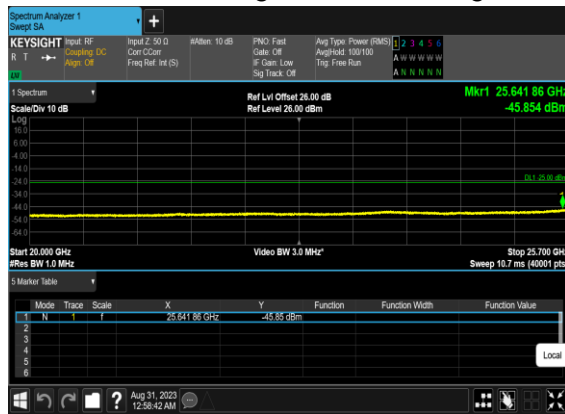 Spectrum Analyzer 1
Swept SA
+
KEYSIGHT
R T
LW
Input: RF
Coupling: DC
Align: Off
Input Z: 50 Ω
Corr CCorr
Freq Ref: Int (S)
#Atten: 10 dB
PNO: Fast
Gate: Off
IF Gain: Low
Sig Track: Off
Avg Type: Power (RMS)
Avg|Hold: 100/100
Trig: Free Run
1 2 3 4 5 6
A W W W W W
A N N N N N
1 Spectrum
Scale/Div 10 dB
Ref Lvl Offset 26.00 dB
Ref Level 26.00 dBm
Mkr1 25.641 86 GHz
-45.854 dBm
Log
16.0
6.00
-4.00
-14.0
-24.0
-34.0
-44.0
-54.0
-64.0
DL1 -25.00 dBm
1
Start 20.000 GHz
#Res BW 1.0 MHz
Video BW 3.0 MHz*
Stop 25.700 GHz
Sweep 10.7 ms (40001 pts)
5 Marker Table
Mode Trace Scale X Y Function Function Width Function Value
1 N 1 f 25.641 86 GHz -45.85 dBm
2
3
4
5
6
Local
? Aug 31, 2023
12:56:42 AM